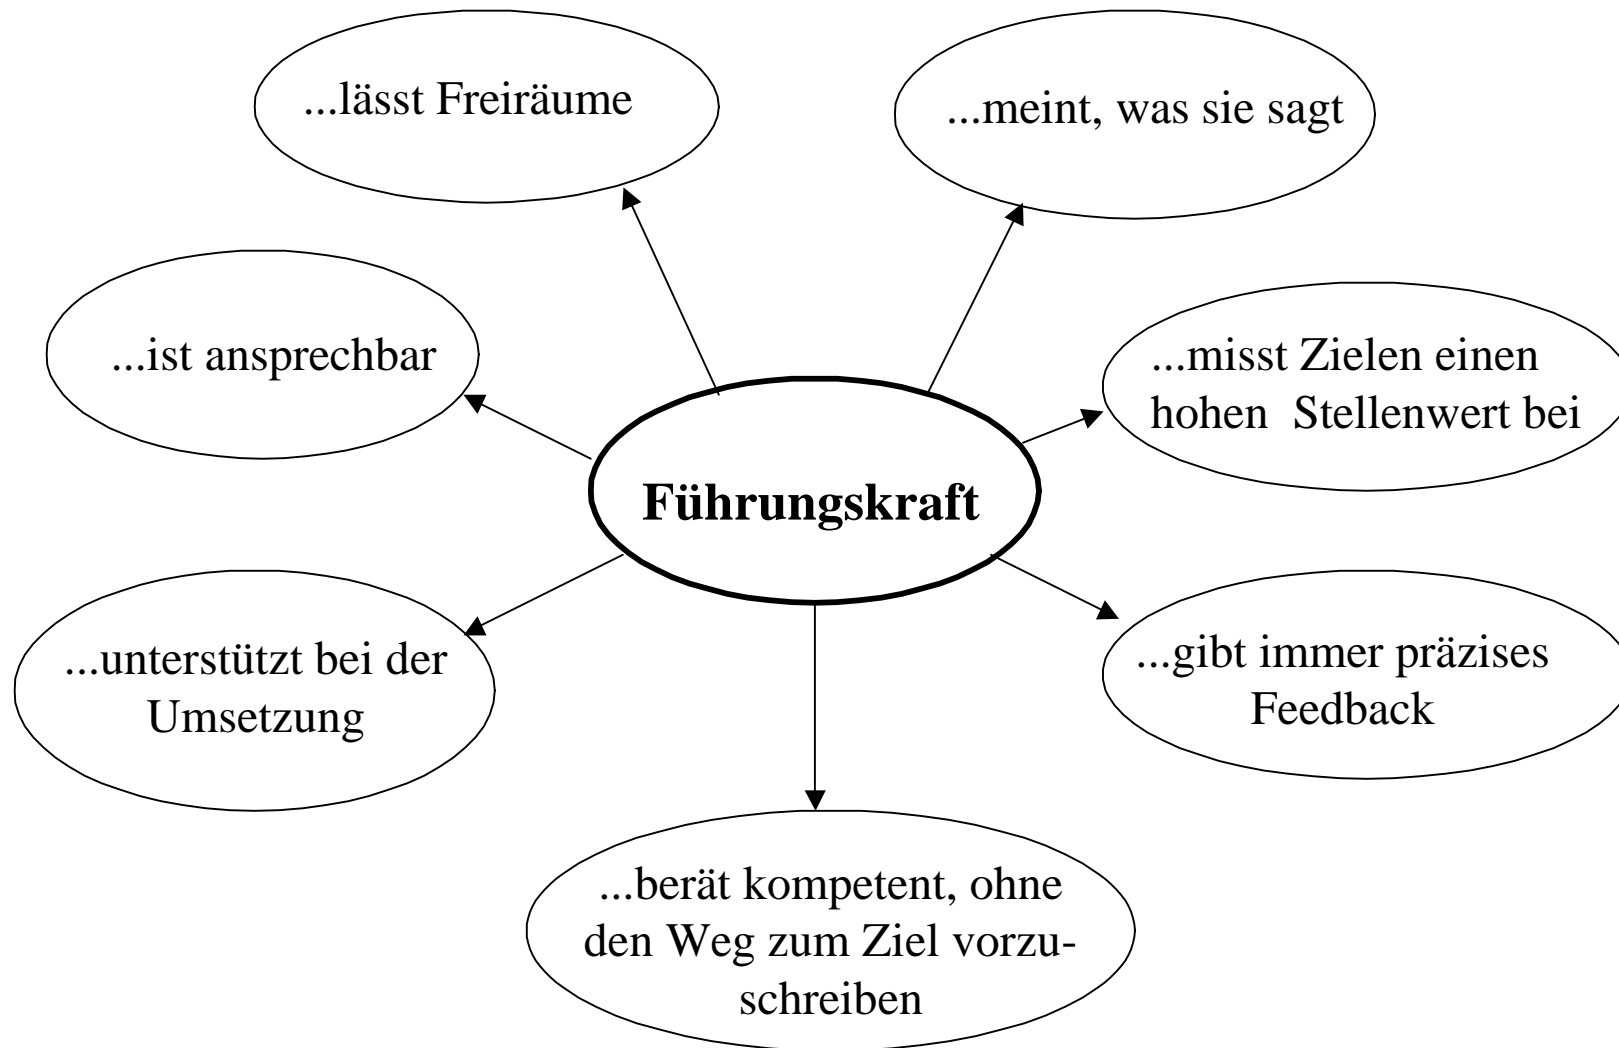 ...lässt Freiräume
...meint, was sie sagt
...ist ansprechbar
...misst Zielen einen
hohen  Stellenwert bei
Führungskraft
...unterstützt bei der
Umsetzung
...gibt immer präzises
Feedback
...berät kompetent, ohne
den Weg zum Ziel vorzu-
schreiben